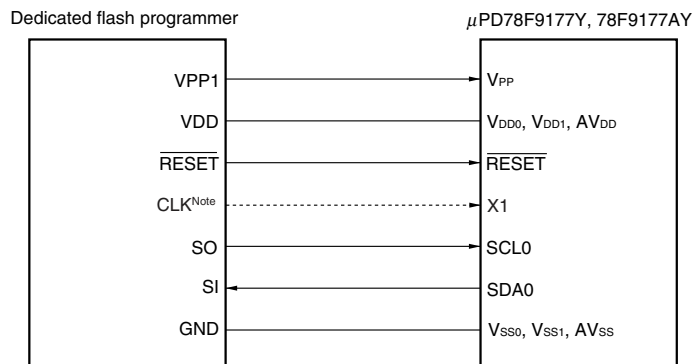 Dedicated flash programmer μPD78F9177Y, 78F9177AY
VPP1 VPP
VDD VDD0, VDD1, AVDD
RESET RESET
CLKNote X1
SO SCL0
SI SDA0
GND VSS0, VSS1, AVSS